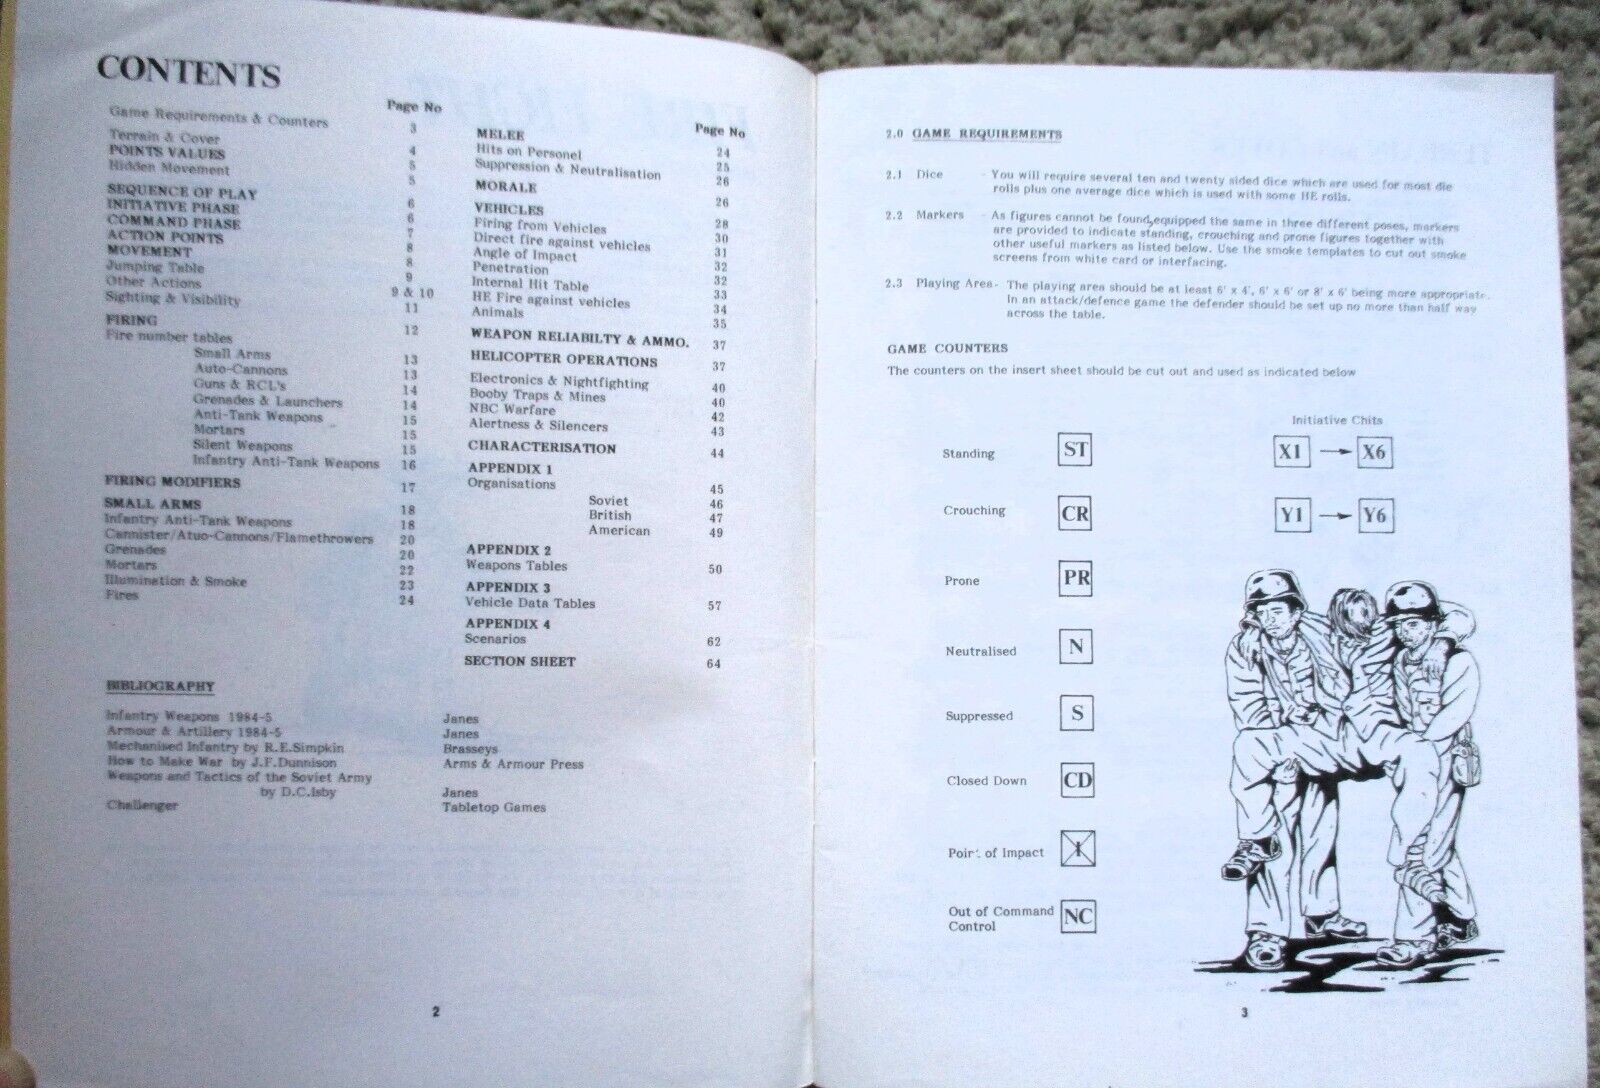 CONTENTS
Page No
Game Requirements & Counters 3
Terrain & Cover 4
POINTS VALUES 5
Hidden Movement 5
SEQUENCE OF PLAY 6
INITIATIVE PHASE 6
COMMAND PHASE 7
ACTION POINTS 8
MOVEMENT 8
Jumping Table 9
Other Actions 9 & 10
Sighting & Visibility 11
FIRING 12
Fire number tables
Small Arms 13
Auto-Cannons 13
Guns & RCL's 14
Grenades & Launchers 14
Anti-Tank Weapons 15
Mortars 15
Silent Weapons 15
Infantry Anti-Tank Weapons 16
FIRING MODIFIERS 17
SMALL ARMS 18
Infantry Anti-Tank Weapons 18
Cannister/Atuo-Cannons/Flamethrowers 20
Grenades 20
Mortars 22
Illumination & Smoke 23
Fires 24
Page No
MELEE 24
Hits on Personel 25
Suppression & Neutralisation 26
MORALE 26
VEHICLES 28
Firing from Vehicles 30
Direct fire against vehicles 31
Angle of Impact 32
Penetration 32
Internal Hit Table 33
HE Fire against vehicles 34
Animals 35
WEAPON RELIABILTY & AMMO. 37
HELICOPTER OPERATIONS 37
Electronics & Nightfighting 40
Booby Traps & Mines 40
NBC Warfare 42
Alertness & Silencers 43
CHARACTERISATION 44
APPENDIX 1
Organisations 45
Soviet 46
British 47
American 49
APPENDIX 2
Weapons Tables 50
APPENDIX 3
Vehicle Data Tables 57
APPENDIX 4
Scenarios 62
SECTION SHEET 64
BIBLIOGRAPHY
Infantry Weapons 1984-5 Janes
Armour & Artillery 1984-5 Janes
Mechanised Infantry by R.E.Simpkin Brasseys
How to Make War by J.F.Dunnison Arms & Armour Press
Weapons and Tactics of the Soviet Army
by D.C.Isby Janes
Challenger Tabletop Games
2
2.0 GAME REQUIREMENTS
2.1 Dice - You will require several ten and twenty sided dice which are used for most die
rolls plus one average dice which is used with some HE rolls.
2.2 Markers - As figures cannot be found,equipped the same in three different poses, markers
are provided to indicate standing, crouching and prone figures together with
other useful markers as listed below. Use the smoke templates to cut out smoke
screens from white card or interfacing.
2.3 Playing Area- The playing area should be at least 6' x 4', 6' x 6' or 8' x 6' being more appropriate.
In an attack/defence game the defender should be set up no more than half way
across the table.
GAME COUNTERS
The counters on the insert sheet should be cut out and used as indicated below
Initiative Chits
Standing ST X1 → X6
Crouching CR Y1 → Y6
Prone PR
Neutralised N
Suppressed S
Closed Down CD
Point of Impact I
Out of Command
Control NC
3